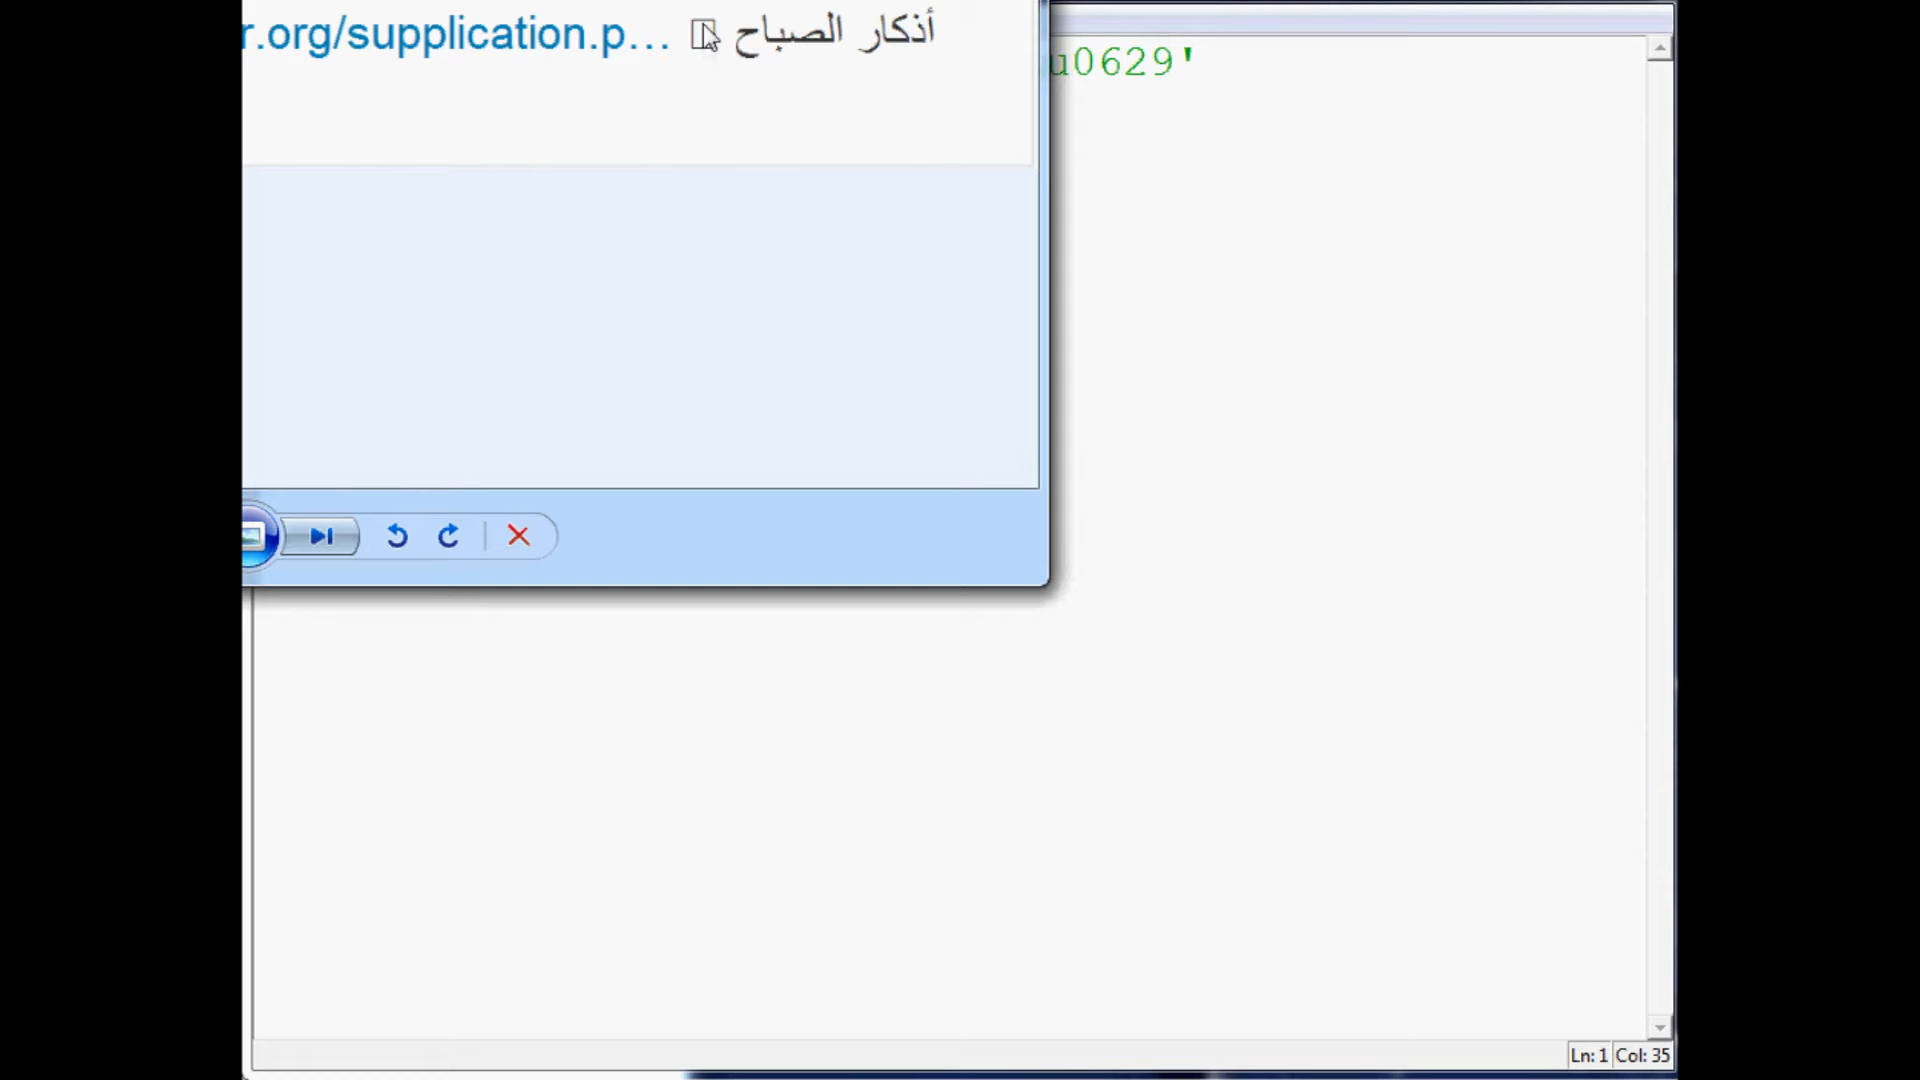 r.org/supplication.p... أذكار الصباح
u0629'
Ln: 1 Col: 35